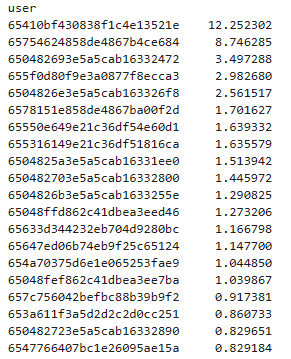 user
65410bf430838f1c4e13521e 12.252302
65754624858de4867b4ce684 8.746285
650482693e5a5cab16332472 3.497288
655f0d80f9e3a0877f8ecca3 2.982680
6504826e3e5a5cab163326f8 2.561517
6578151e858de4867ba00f2d 1.701627
65550e649e21c36df54e60d1 1.639332
655316149e21c36df51816ca 1.635579
6504825a3e5a5cab16331ee0 1.513942
650482703e5a5cab16332800 1.445972
6504826b3e5a5cab1633255e 1.290825
65048ffd862c41dbea3eed46 1.273206
65633d344232eb704d9280bc 1.166798
65647ed06b74eb9f25c65124 1.147700
654a70375d6e1e065253fae9 1.044850
65048fef862c41dbea3ee7ba 1.039867
657c756042befbc88b39b9f2 0.917381
653a611f3a5d2d2c2d0cc251 0.860733
650482723e5a5cab16332890 0.829651
6547766407bc1e26095ae15a 0.829184